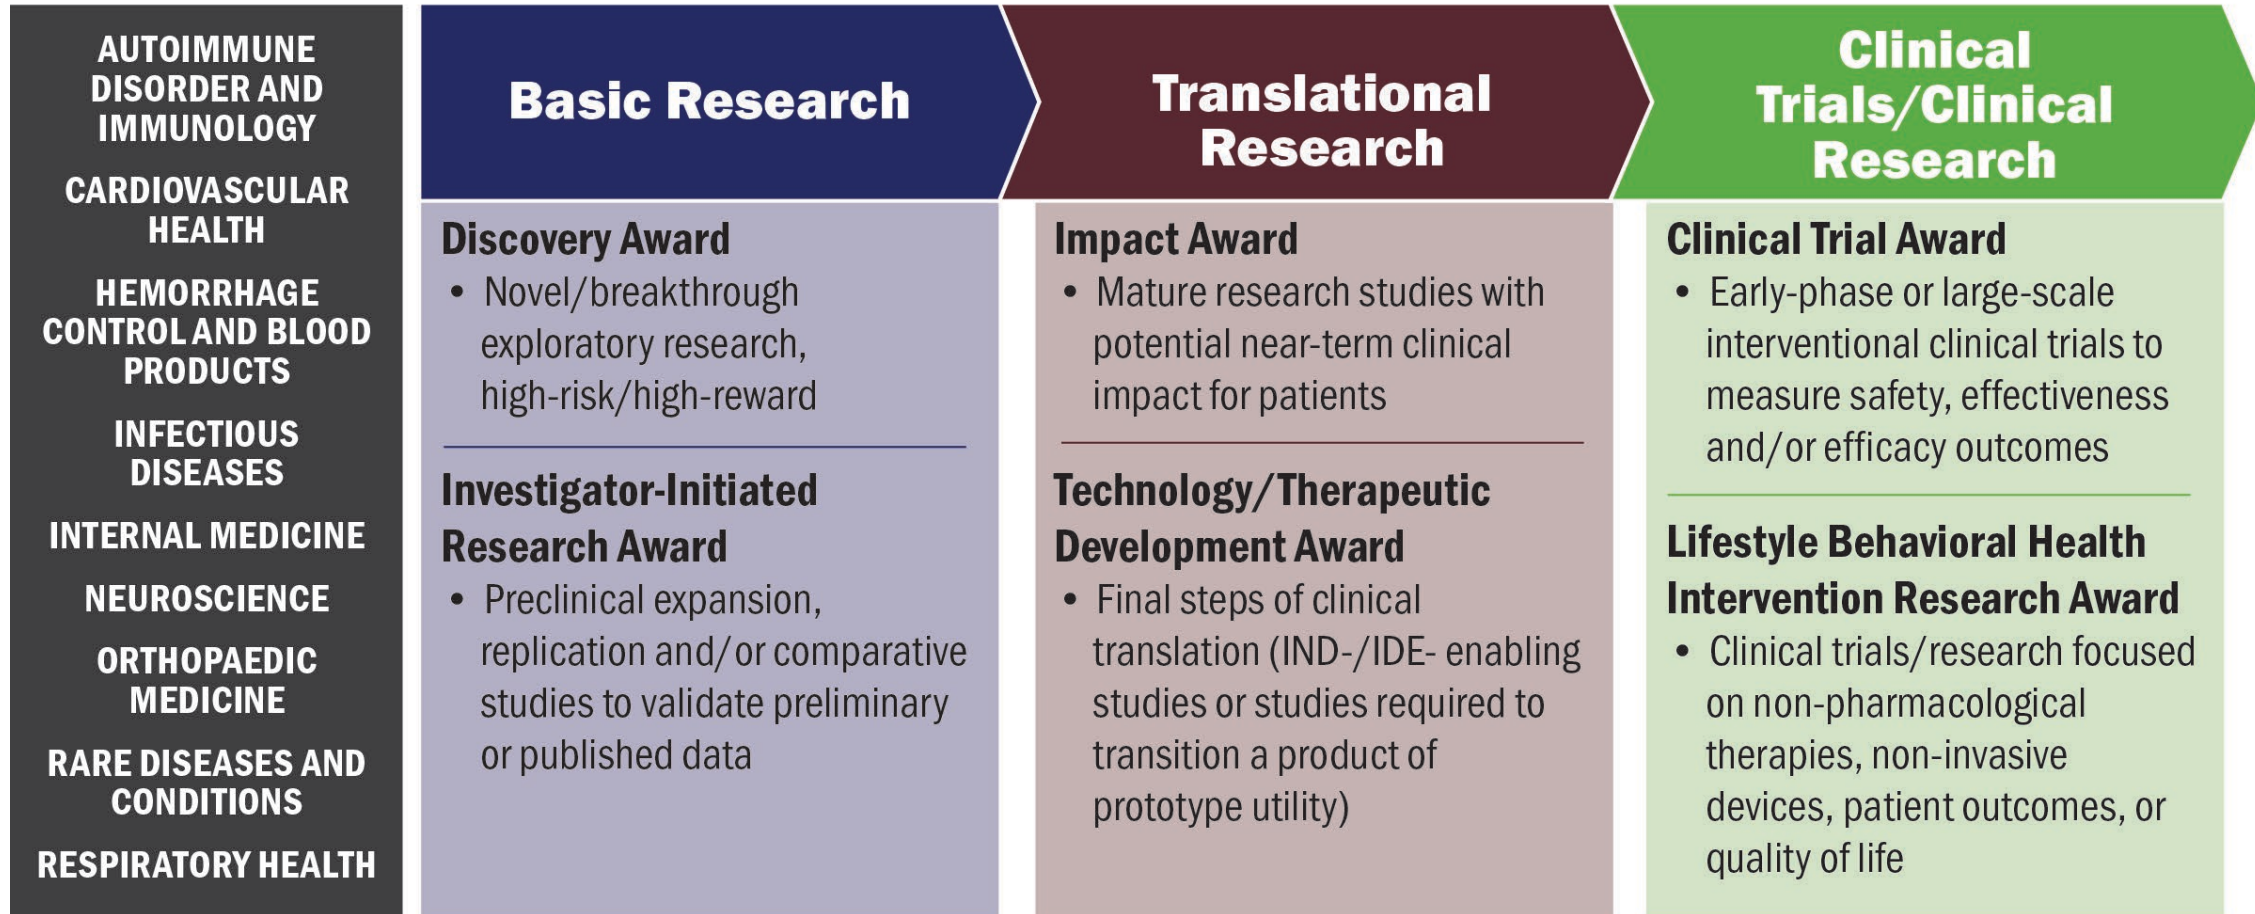 AUTOIMMUNE
DISORDER AND
IMMUNOLOGY
CARDIOVASCULAR
HEALTH
HEMORRHAGE
CONTROL AND BLOOD
PRODUCTS
INFECTIOUS
DISEASES
INTERNAL MEDICINE
NEUROSCIENCE
ORTHOPAEDIC
MEDICINE
RARE DISEASES AND
CONDITIONS
RESPIRATORY HEALTH
Basic Research
Discovery Award
• Novel/breakthrough
exploratory research,
high-risk/high-reward
Investigator-Initiated
Research Award
• Preclinical expansion,
replication and/or comparative
studies to validate preliminary
or published data
Translational
Research
Impact Award
• Mature research studies with
potential near-term clinical
impact for patients
Technology/Therapeutic
Development Award
• Final steps of clinical
translation (IND-/IDE- enabling
studies or studies required to
transition a product of
prototype utility)
Clinical
Trials/Clinical
Research
Clinical Trial Award
• Early-phase or large-scale
interventional clinical trials to
measure safety, effectiveness
and/or efficacy outcomes
Lifestyle Behavioral Health
Intervention Research Award
• Clinical trials/research focused
on non-pharmacological
therapies, non-invasive
devices, patient outcomes, or
quality of life